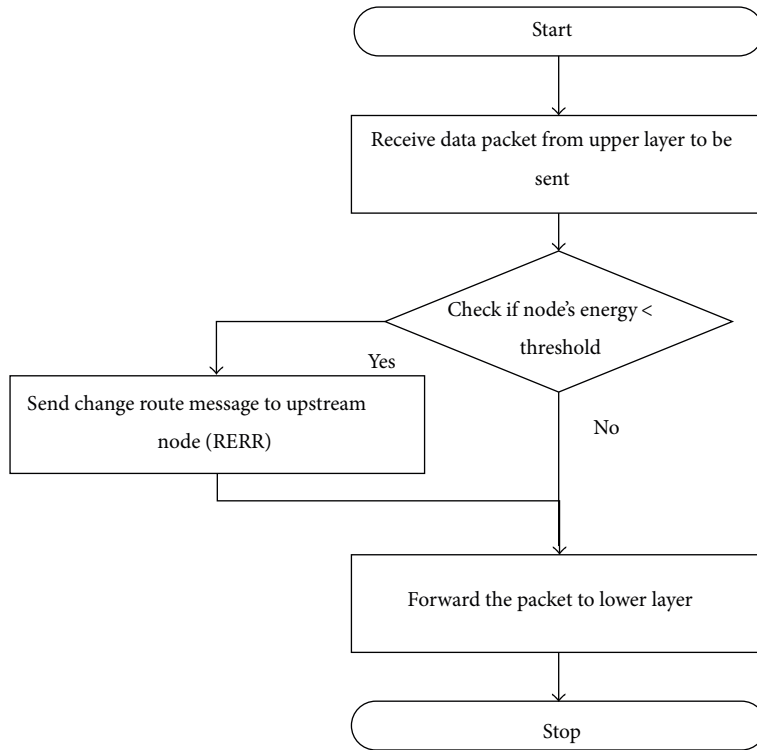 Start
Receive data packet from upper layer to be
sent
Check if node's energy <
threshold
Yes
Send change route message to upstream
node (RERR)
No
Forward the packet to lower layer
Stop